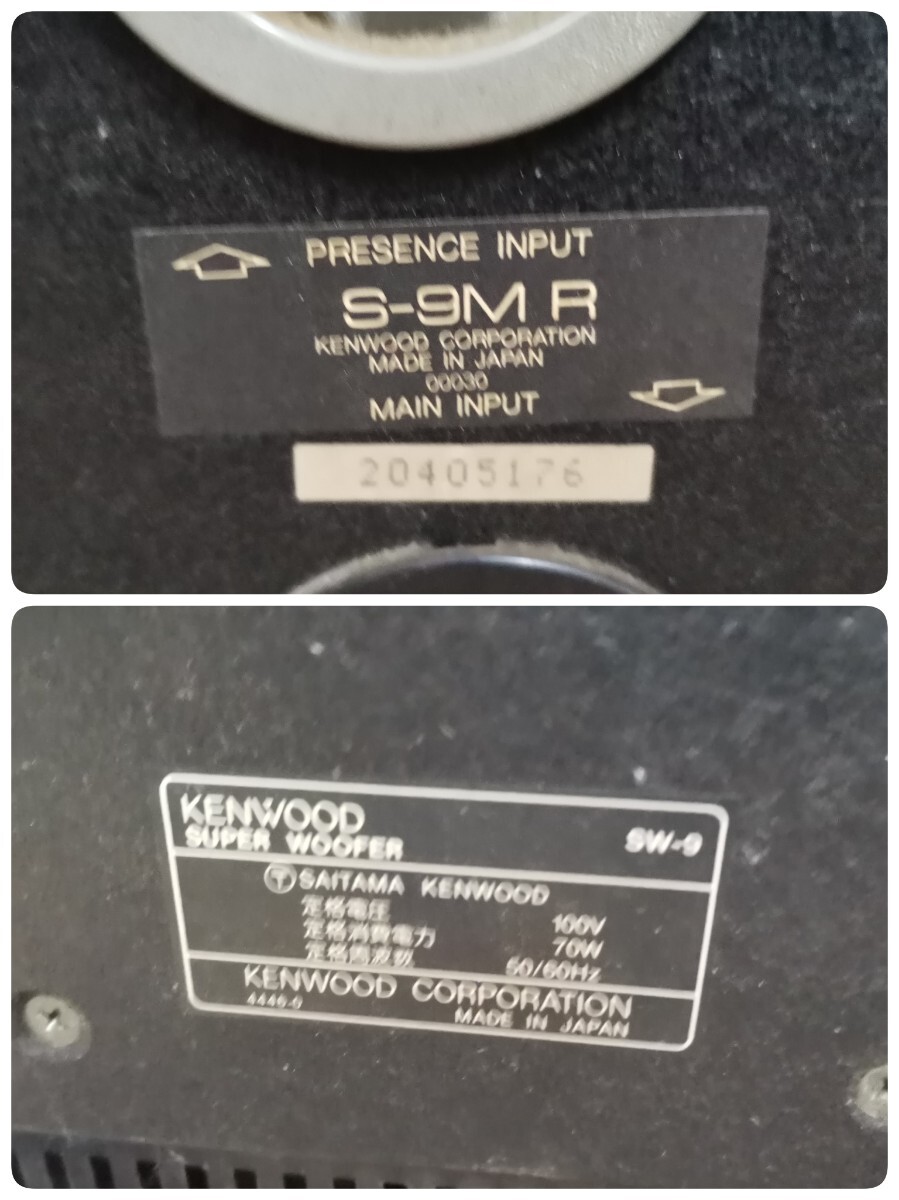 PRESENCE INPUT
S-9M R
KENWOOD CORPORATION
MADE IN JAPAN
00030
MAIN INPUT
20405176
KENWOOD
SUPER WOOFER SW-9
SAITAMA KENWOOD
定格電圧 100V
定格消費電力 70W
定格周波数 50/60Hz
KENWOOD CORPORATION
4446-6 MADE IN JAPAN